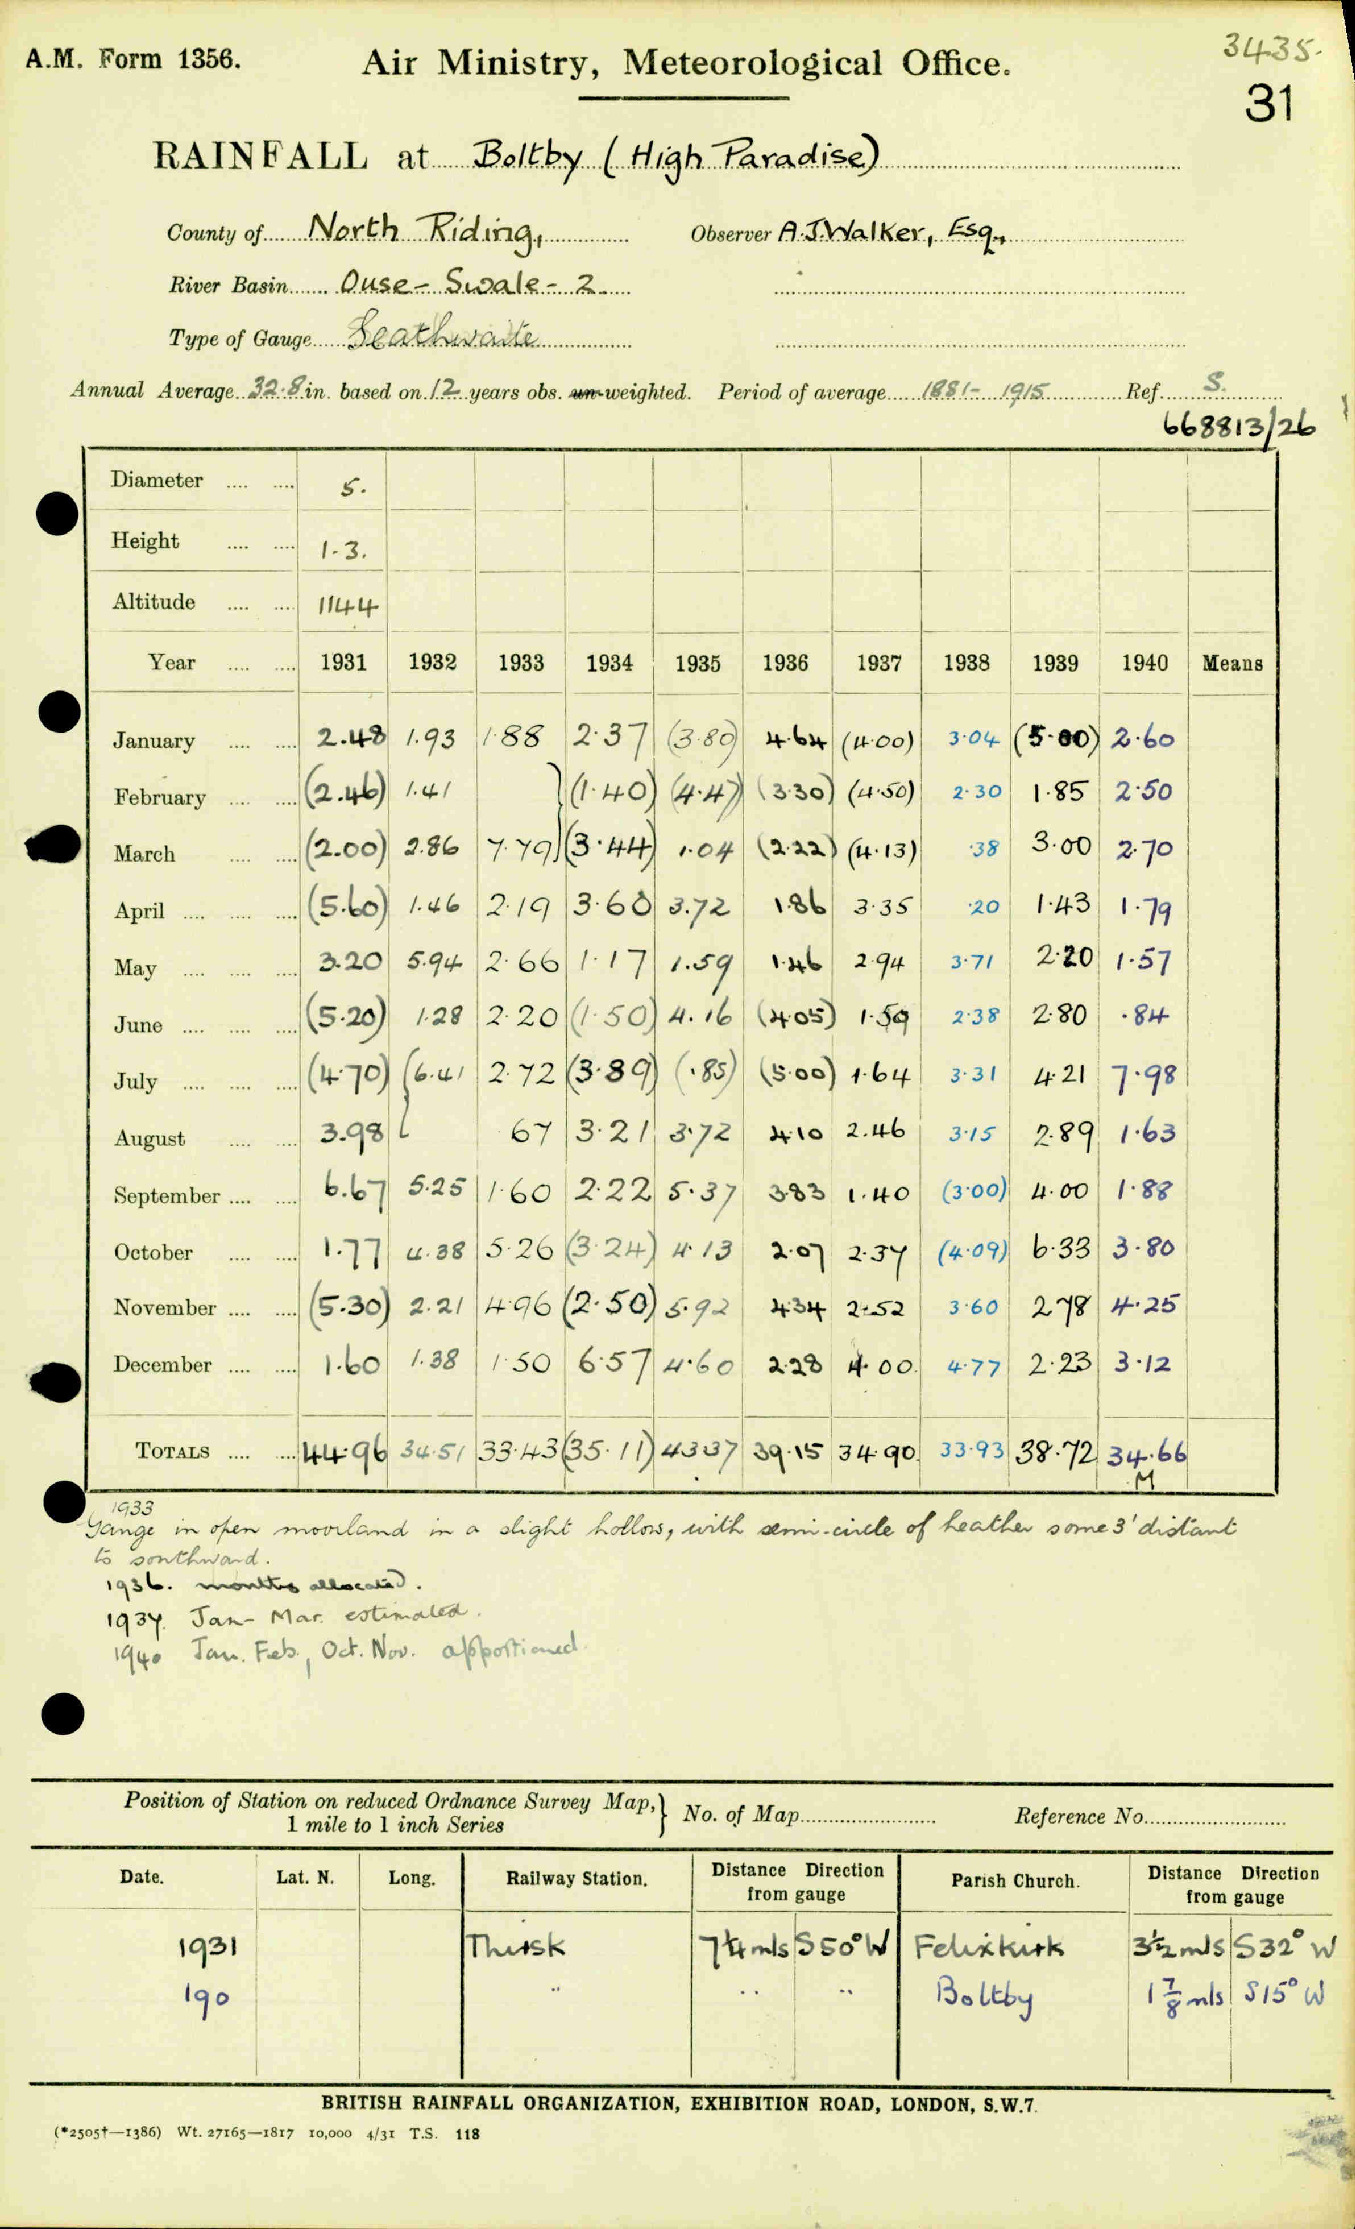 A.M. Form 1356.
Air Ministry, Meteorological Office.
3435.
31
RAINFALL at Boltby (High Paradise)
County of North Riding, Observer A.J. Walker, Esq.,
River Basin Ouse - Swale - 2
Type of Gauge Seathwaite
Annual Average 32.8 in. based on 12 years obs. un-weighted. Period of average 1881 - 1915 Ref. S.
668813/26
Diameter 5.
Height 1-3.
Altitude 1144
Year 1931 1932 1933 1934 1935 1936 1937 1938 1939 1940 Means
January 2.48 1.93 1.88 2.37 (3.80) 4.64 (4.00) 3.04 (5.00) 2.60
February (2.46) 1.41 } (1.40) (4.47) (3.30) (4.50) 2.30 1.85 2.50
March (2.00) 2.86 7.79 (3.44) 1.04 (2.22) (4.13) .38 3.00 2.70
April (5.60) 1.46 2.19 3.60 3.72 1.86 3.35 .20 1.43 1.79
May 3.20 5.94 2.66 1.17 1.59 1.46 2.94 3.71 2.20 1.57
June (5.20) 1.28 2.20 (1.50) 4.16 (4.05) 1.59 2.38 2.80 .84
July (4.70) { 6.41 2.72 (3.89) (.85) (5.00) 1.64 3.31 4.21 7.98
August 3.98 67 3.21 3.72 4.10 2.46 3.15 2.89 1.63
September 6.67 5.25 1.60 2.22 5.37 3.83 1.40 (3.00) 4.00 1.88
October 1.77 4.38 5.26 (3.24) 4.13 2.07 2.37 (4.09) 6.33 3.80
November (5.30) 2.21 4.96 (2.50) 5.92 4.34 2.52 3.60 2.78 4.25
December 1.60 1.38 1.50 6.57 4.60 2.28 4.00 4.77 2.23 3.12
TOTALS 44.96 34.51 33.43 (35.11) 43.37 39.15 34.90 33.93 38.72 34.66
M
1933
Gauge in open moorland in a slight hollow, with semi-circle of heather some 3' distant
to southward.
1936. months allocated.
1937. Jan - Mar. estimated.
1940 Jan. Feb, Oct. Nov. apportioned.
Position of Station on reduced Ordnance Survey Map, 1 mile to 1 inch Series } No. of Map Reference No.
Date. Lat. N. Long. Railway Station. Distance Direction from gauge Parish Church. Distance Direction from gauge
1931 Thirsk 7¼ mls S 50° W Felixkirk 3½ mls S 32° W
190 " " " Boltby 1⅞ mls S 15° W
BRITISH RAINFALL ORGANIZATION, EXHIBITION ROAD, LONDON, S.W.7.
(*2505†—1386) Wt. 27165—1817 10,000 4/31 T.S. 118